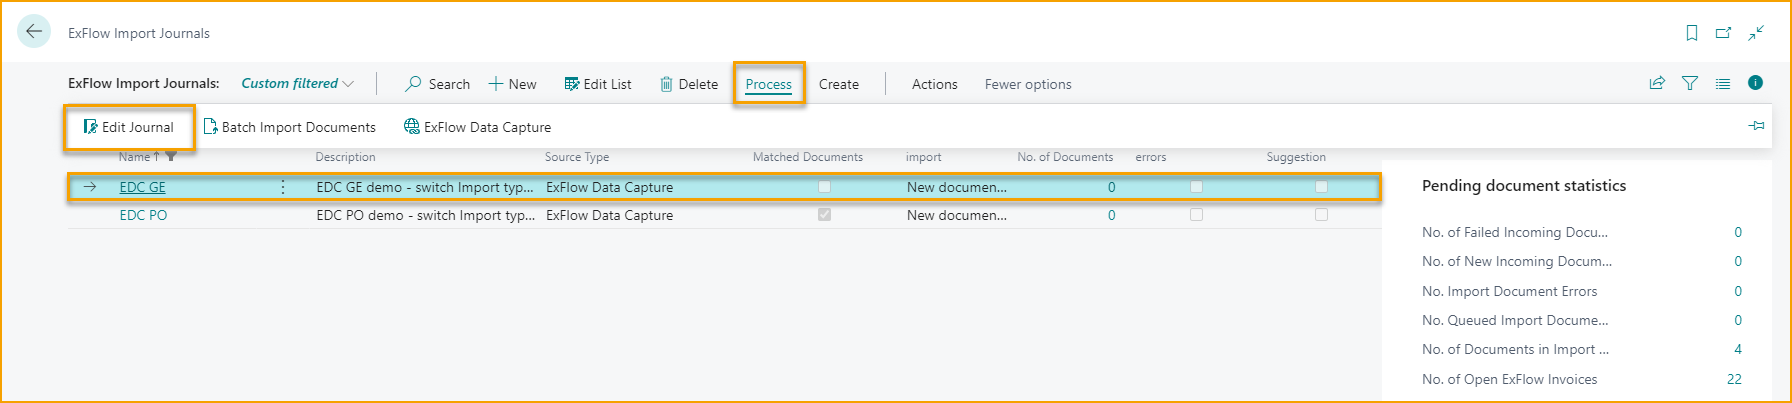 ExFlow Import Journals
ExFlow Import Journals: Custom filtered Search New Edit List Delete Process Create Actions Fewer options
Edit Journal Batch Import Documents ExFlow Data Capture
Name Description Source Type Matched Documents import No. of Documents errors Suggestion
EDC GE EDC GE demo - switch Import typ... ExFlow Data Capture New documen... 0
EDC PO EDC PO demo - switch Import typ... ExFlow Data Capture New documen... 0
Pending document statistics
No. of Failed Incoming Docu... 0
No. of New Incoming Docum... 0
No. Import Document Errors 0
No. Queued Import Docume... 0
No. of Documents in Import ... 4
No. of Open ExFlow Invoices 22